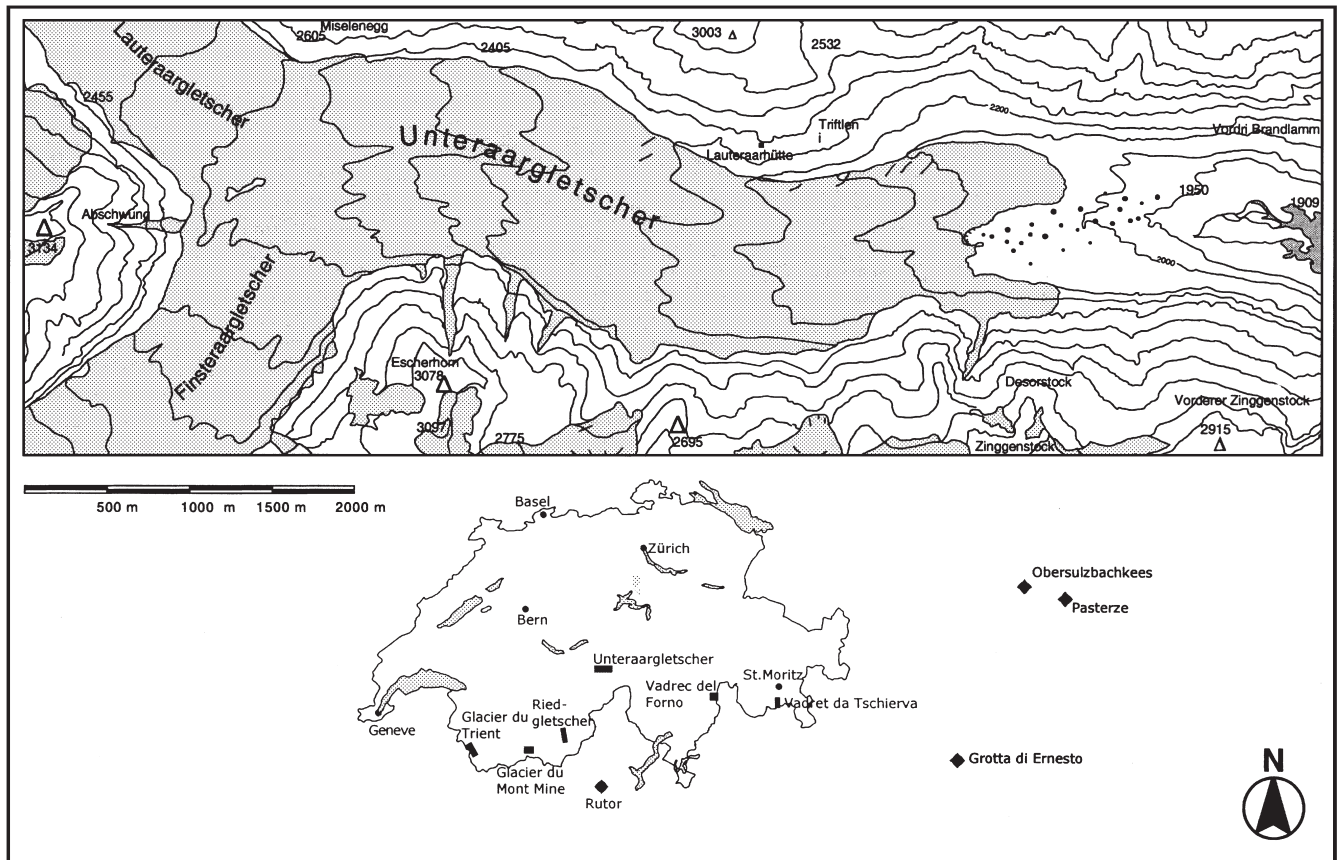 Miselenegg
2605
2405
3003
2532
Lauteraargletscher
2455
Unteraargletscher
2200
Triftlen
i
Vordri Brandlamm
Lauteraarhütte
1950
1909
Abschwung
3134
2000
Finsteraargletscher
Escherhorn
3078
Desorstock
Vorderer Zinggenstock
3097
2775
2695
2915
Zinggenstock
500 m
1000 m
1500 m
2000 m
Basel
Zürich
Obersulzbachkees
Pasterze
Bern
Unteraargletscher
St.Moritz
Vadrec del
Forno
Vadret da Tschierva
Ried-
gletscher
Geneve
Glacier du
Trient
Glacier du
Mont Mine
Rutor
Grotta di Ernesto
N